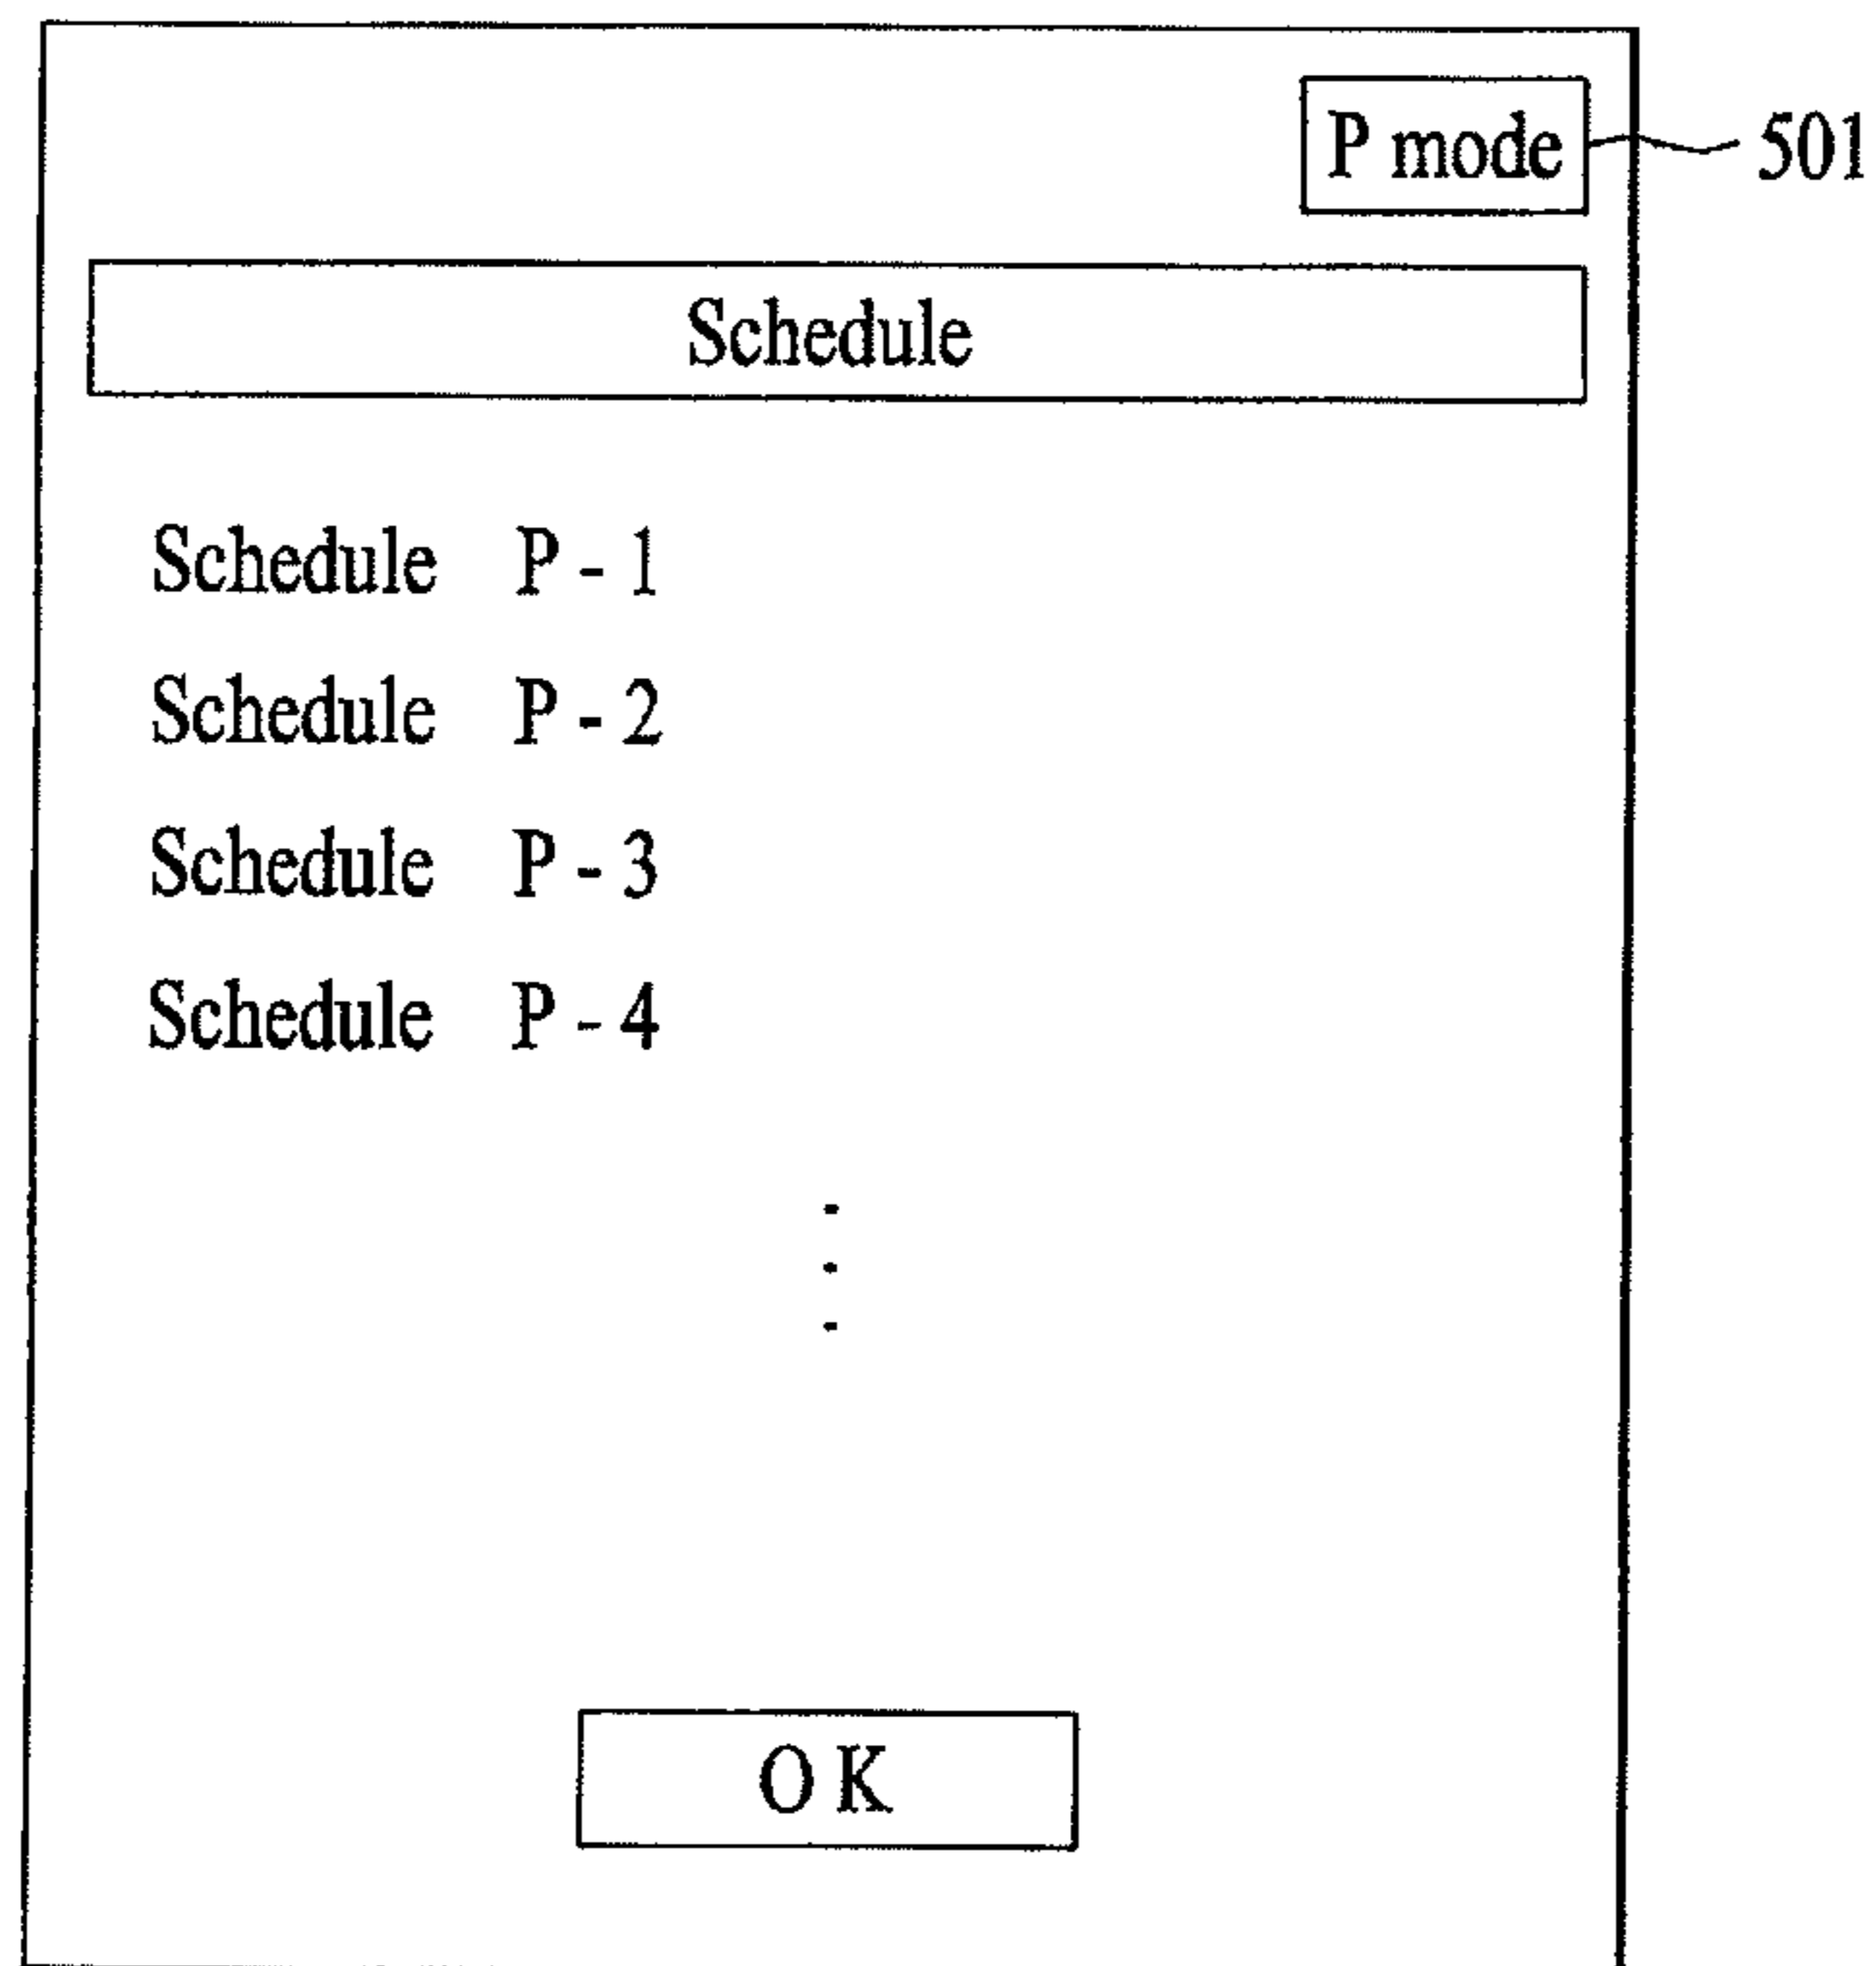 P mode 501
Schedule
Schedule P - 1
Schedule P - 2
Schedule P - 3
Schedule P - 4
O K